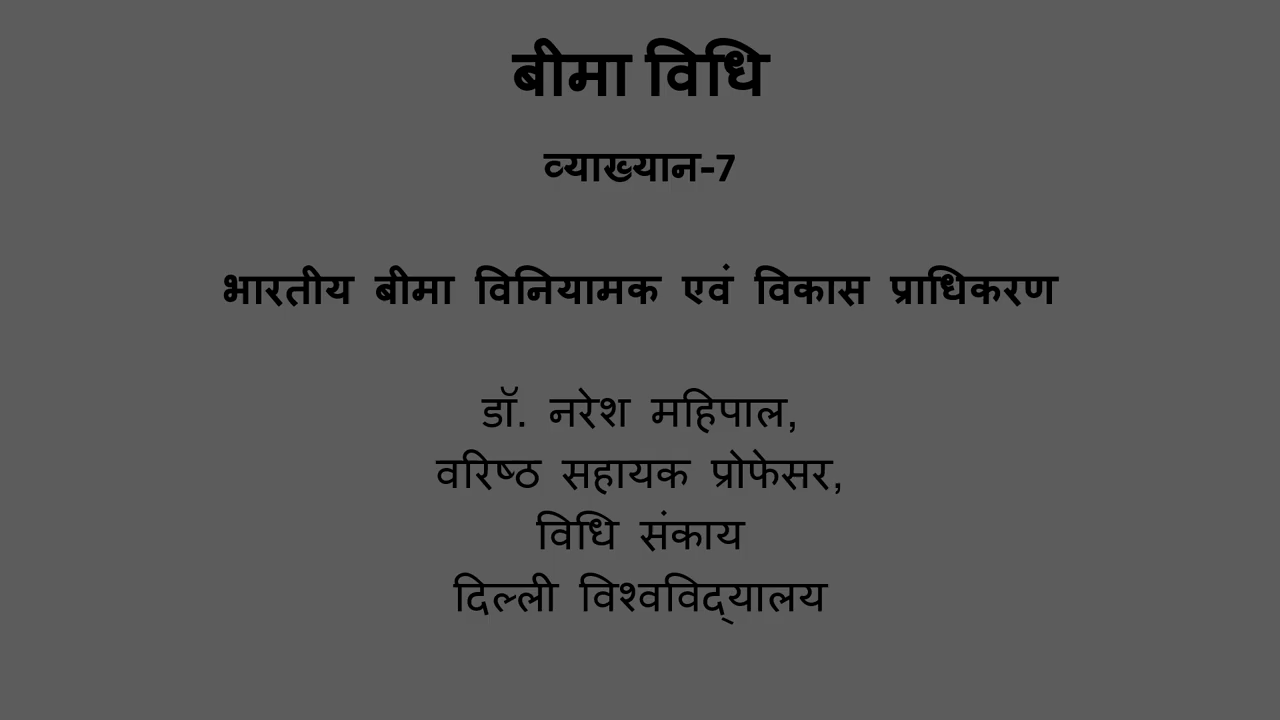 बीमा विधि
व्याख्यान-7
भारतीय बीमा विनियामक एवं विकास प्राधिकरण
डॉ. नरेश महिपाल,
वरिष्ठ सहायक प्रोफेसर,
विधि संकाय
दिल्ली विश्वविद्यालय